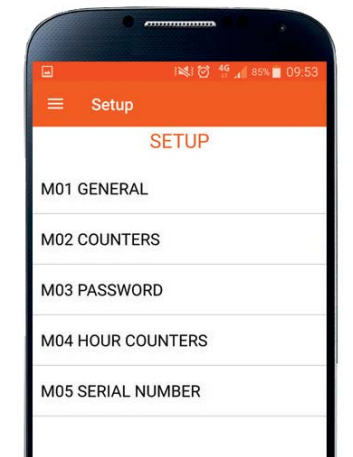 4G 85% 09:53
Setup
SETUP
M01 GENERAL
M02 COUNTERS
M03 PASSWORD
M04 HOUR COUNTERS
M05 SERIAL NUMBER